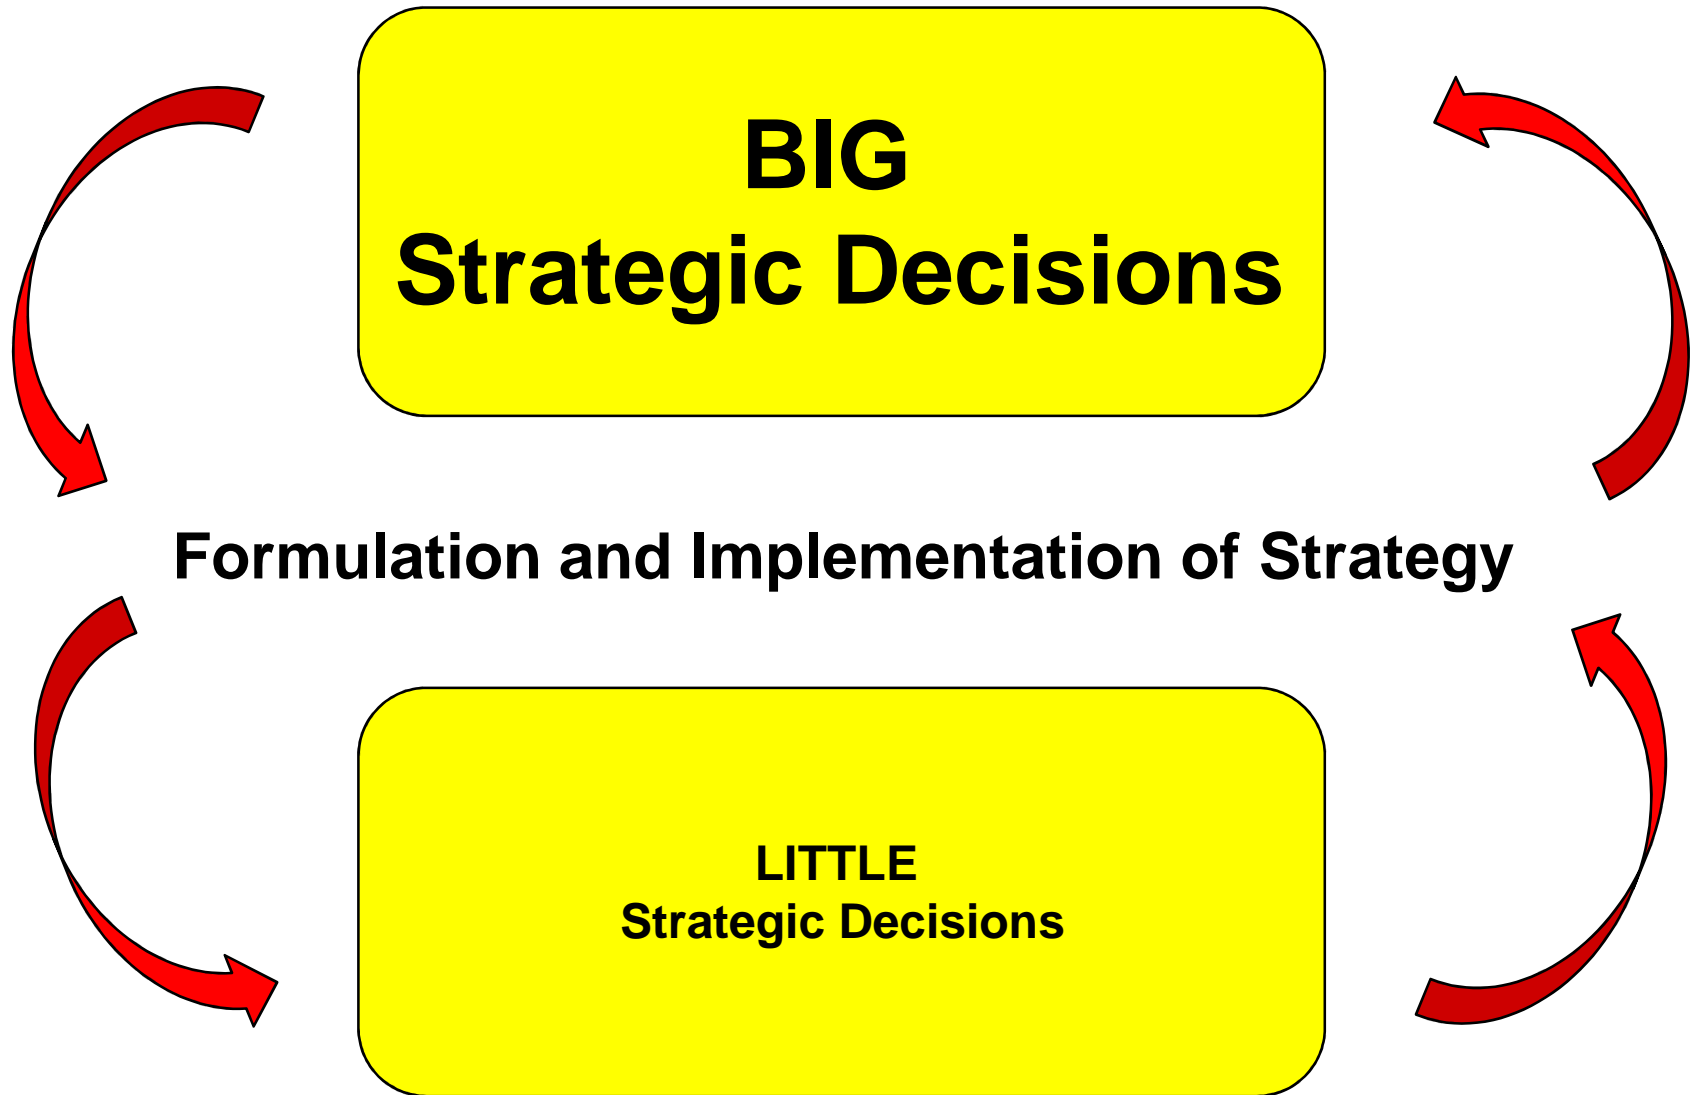 BIG
Strategic Decisions
Formulation and Implementation of Strategy
LITTLE
Strategic Decisions